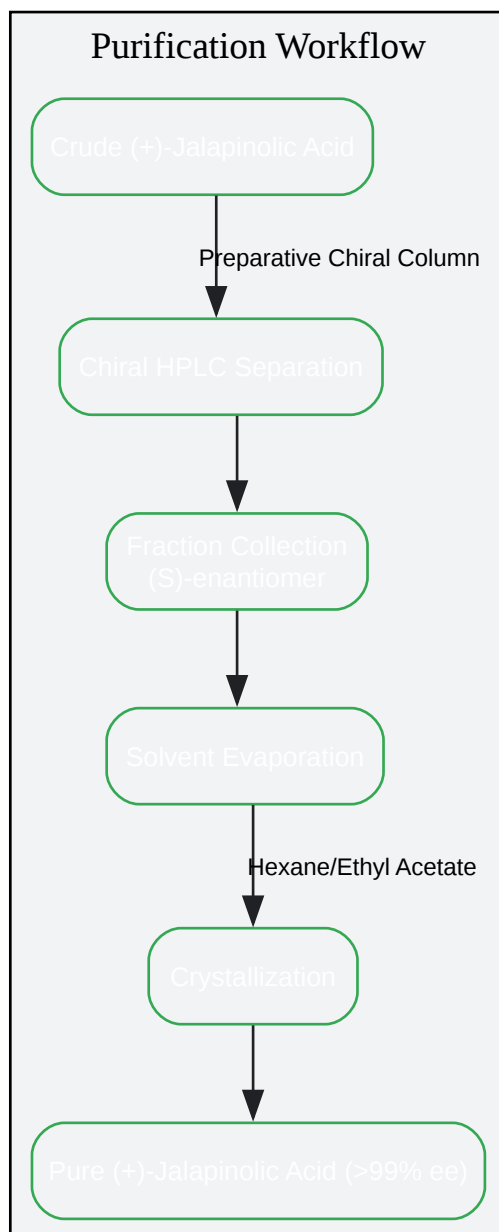 Purification Workflow
Crude (+)-Jalapinolic Acid
Preparative Chiral Column
Chiral HPLC Separation
Fraction Collection
(S)-enantiomer
Solvent Evaporation
Hexane/Ethyl Acetate
Crystallization
Pure (+)-Jalapinolic Acid (>99% ee)